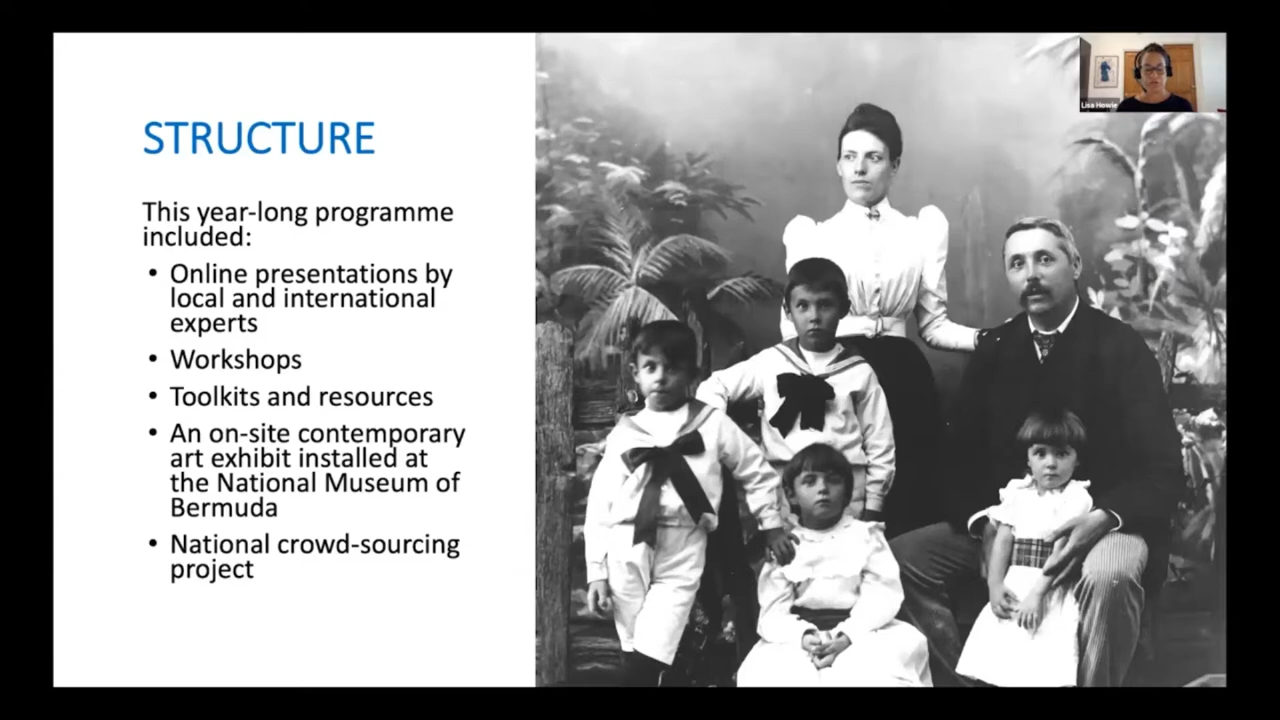 STRUCTURE
This year-long programme
included:
• Online presentations by
local and international
experts
• Workshops
• Toolkits and resources
• An on-site contemporary
art exhibit installed at
the National Museum of
Bermuda
• National crowd-sourcing
project
Lisa Howie